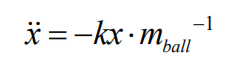 ẍ = −kx · m_ball⁻¹